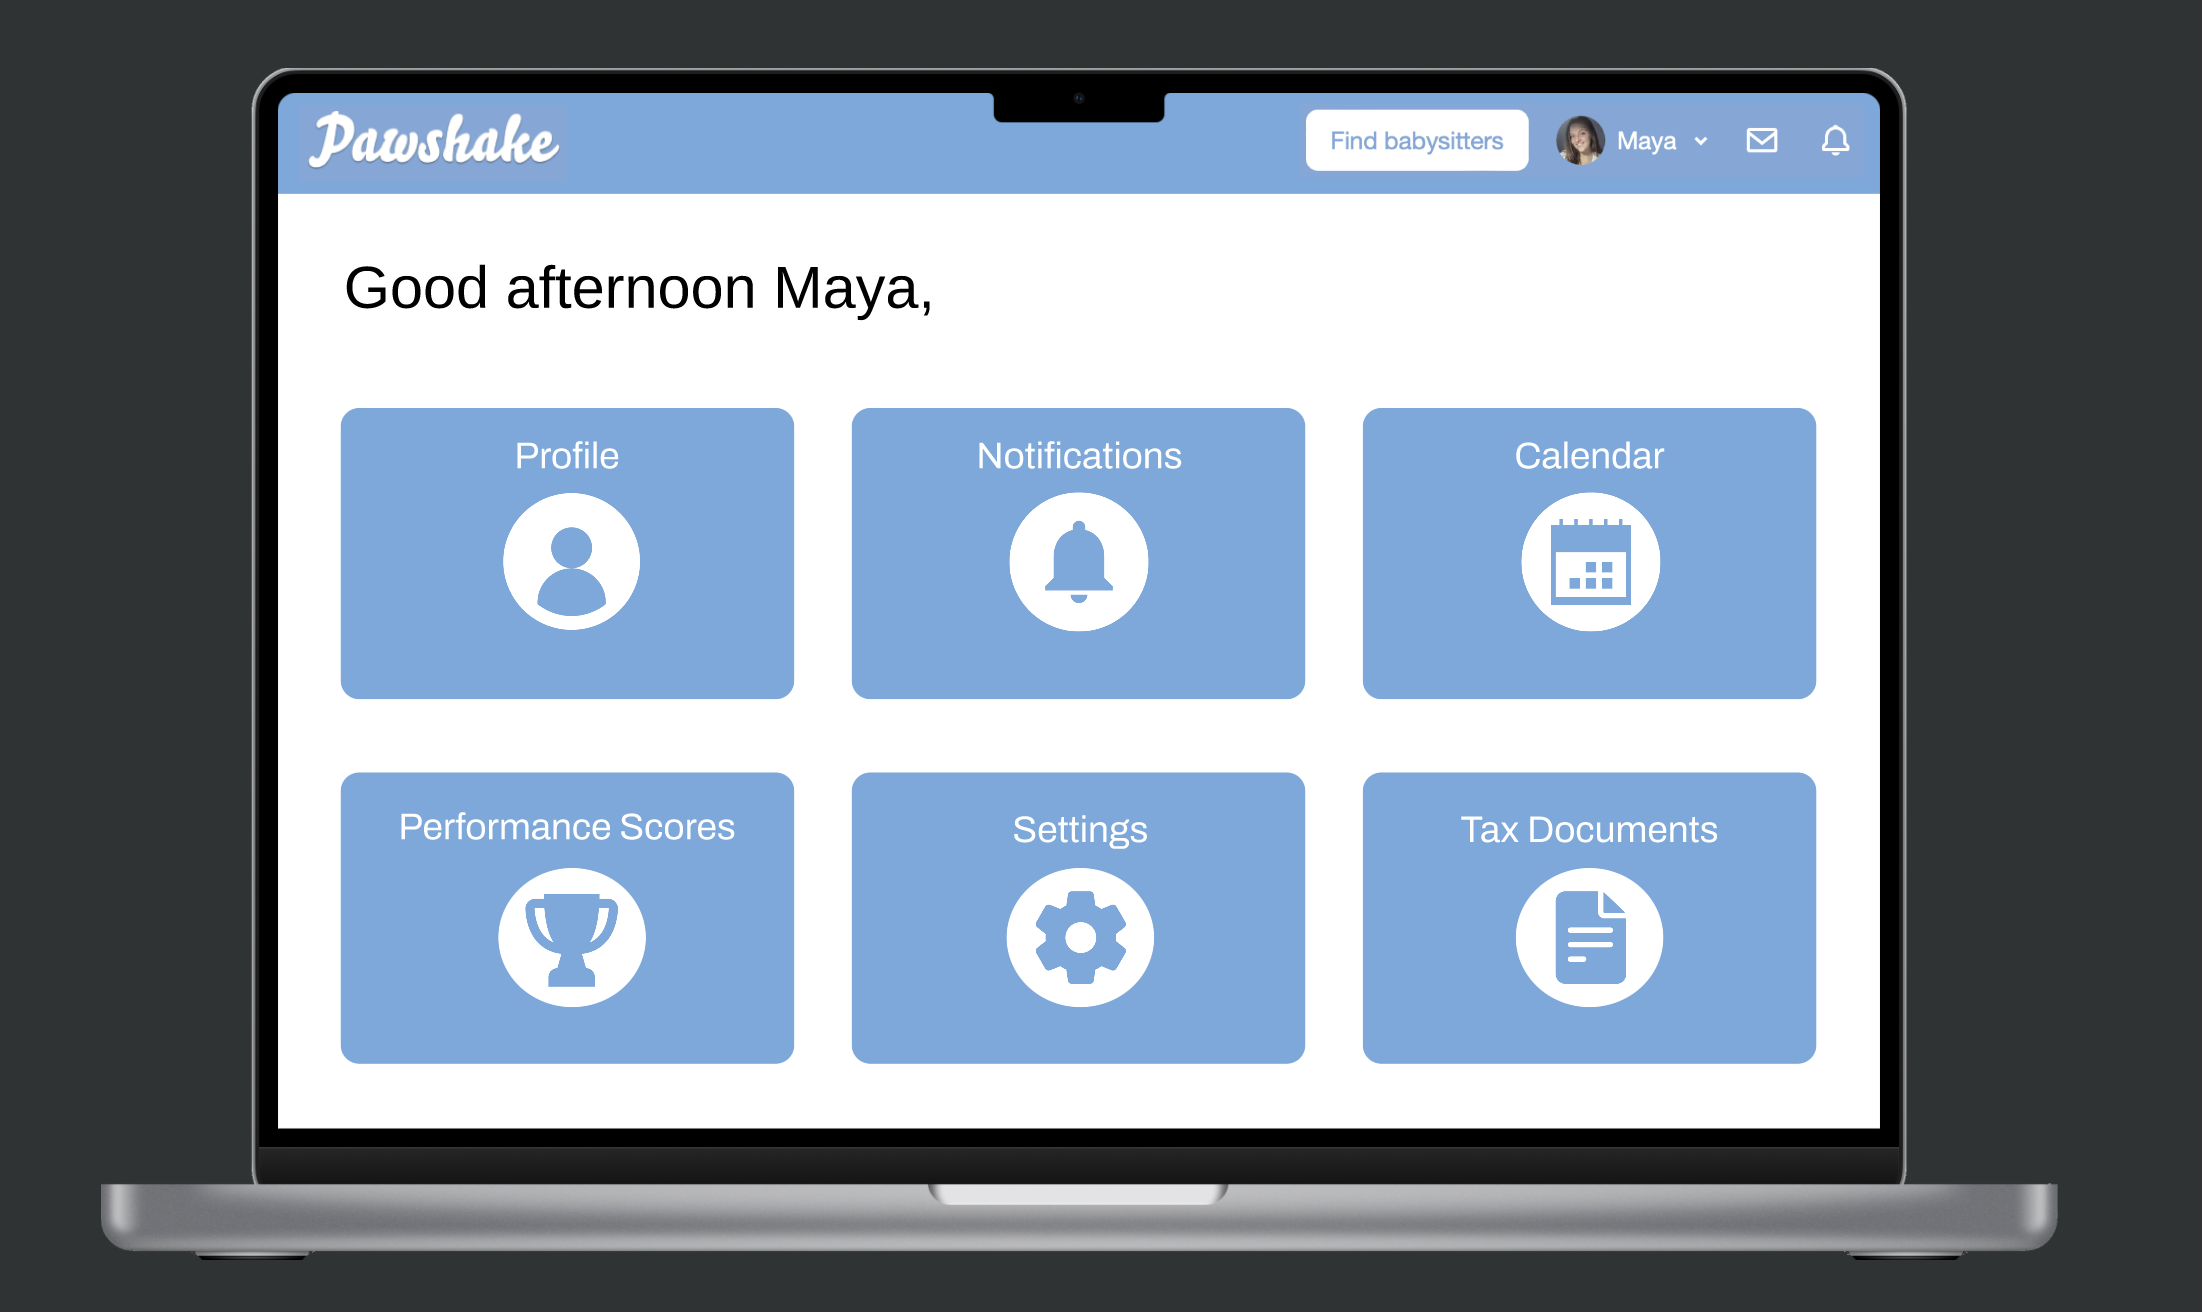 Pawshake
Find babysitters
Maya
Good afternoon Maya,
Profile
Notifications
Calendar
Performance Scores
Settings
Tax Documents